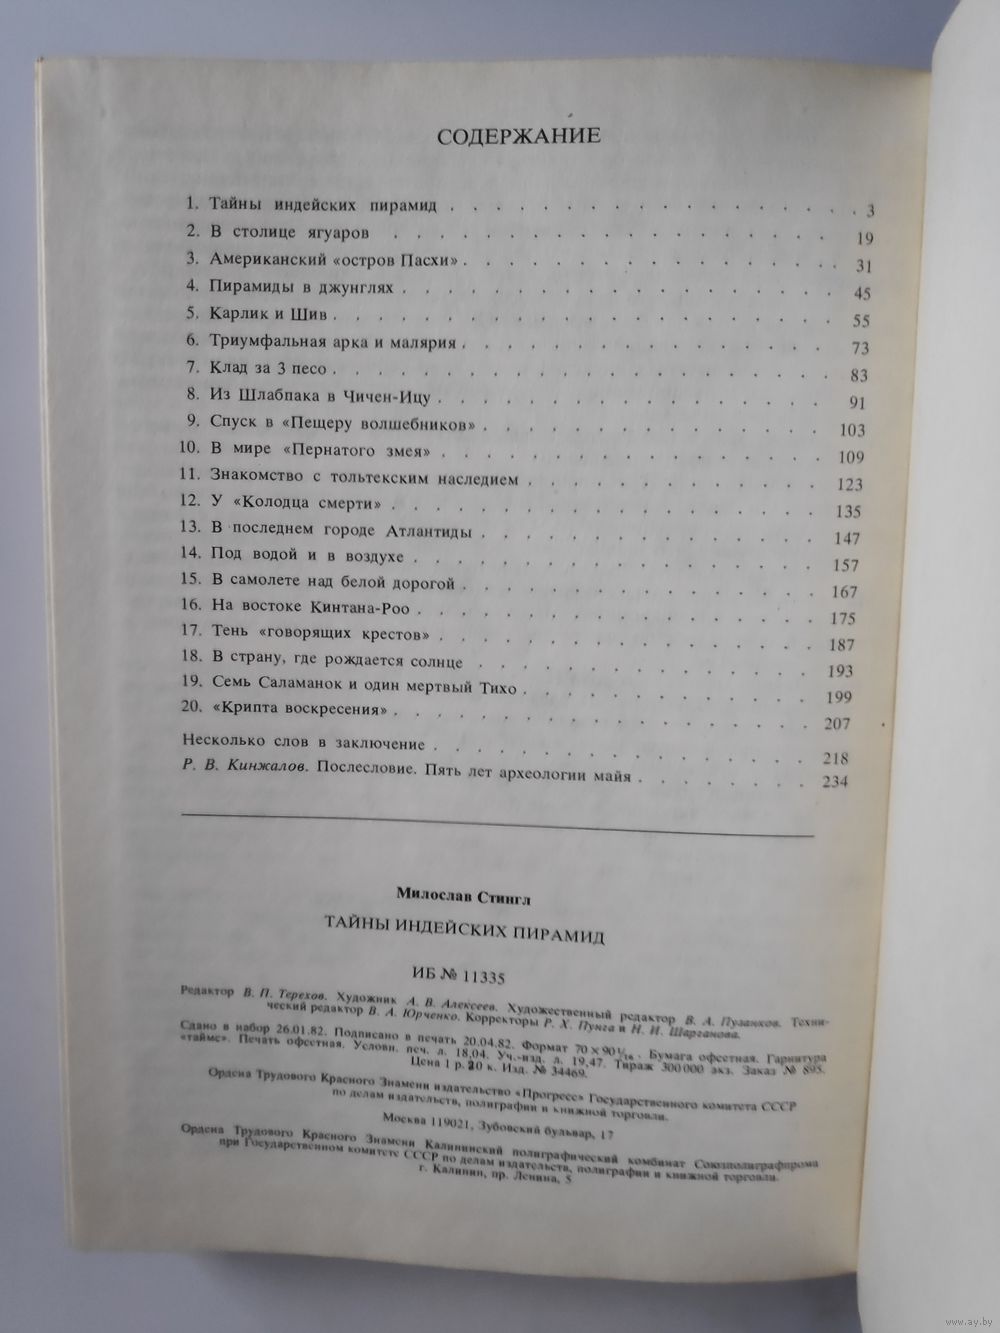 СОДЕРЖАНИЕ
1. Тайны индейских пирамид . . . . . . . . . . . . . . . . . 3
2. В столице ягуаров . . . . . . . . . . . . . . . . . 19
3. Американский «остров Пасхи» . . . . . . . . . . . . . . . . . 31
4. Пирамиды в джунглях . . . . . . . . . . . . . . . . . 45
5. Карлик и Шив . . . . . . . . . . . . . . . . . 55
6. Триумфальная арка и малярия . . . . . . . . . . . . . . . . . 73
7. Клад за 3 песо . . . . . . . . . . . . . . . . . 83
8. Из Шлабпака в Чичен-Ицу . . . . . . . . . . . . . . . . . 91
9. Спуск в «Пещеру волшебников» . . . . . . . . . . . . . . . . . 103
10. В мире «Пернатого змея» . . . . . . . . . . . . . . . . . 109
11. Знакомство с тольтекским наследием . . . . . . . . . . . . . 123
12. У «Колодца смерти» . . . . . . . . . . . . . . . . . 135
13. В последнем городе Атлантиды . . . . . . . . . . . . . . . 147
14. Под водой и в воздухе . . . . . . . . . . . . . . . . . 157
15. В самолете над белой дорогой . . . . . . . . . . . . . . . 167
16. На востоке Кинтана-Роо . . . . . . . . . . . . . . . . . 175
17. Тень «говорящих крестов» . . . . . . . . . . . . . . . . . 187
18. В страну, где рождается солнце . . . . . . . . . . . . . . . 193
19. Семь Саламанок и один мертвый Тихо . . . . . . . . . . . . . 199
20. «Крипта воскресения» . . . . . . . . . . . . . . . . . 207
Несколько слов в заключение . . . . . . . . . . . . . . . . . 218
Р. В. Кинжалов. Послесловие. Пять лет археологии майя . . . . . . . . 234
Милослав Стингл
ТАЙНЫ ИНДЕЙСКИХ ПИРАМИД
ИБ № 11335
Редактор В. П. Терехов. Художник А. В. Алексеев. Художественный редактор В. А. Пузанков. Техни-
ческий редактор В. А. Юрченко. Корректоры Р. Х. Пунга и Н. И. Шарганова.
Сдано в набор 26.01.82. Подписано в печать 20.04.82. Формат 70×90 1/16. Бумага офсетная. Гарнитура
«таймс». Печать офсетная. Условн. печ. л. 18,04. Уч.-изд. л. 19,47. Тираж 300 000 экз. Заказ № 895.
Цена 1 р. 20 к. Изд. № 34469.
Ордена Трудового Красного Знамени издательство «Прогресс» Государственного комитета СССР
по делам издательств, полиграфии и книжной торговли.
Москва 119021, Зубовский бульвар, 17
Ордена Трудового Красного Знамени Калининский полиграфический комбинат Союзполиграфпрома
при Государственном комитете СССР по делам издательств, полиграфии и книжной торговли.
г. Калинин, пр. Ленина, 5
www.ay.by